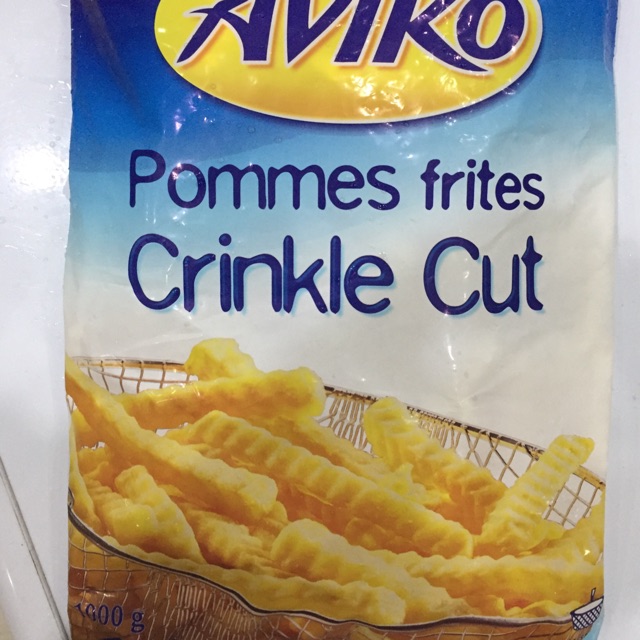 AVIKO
Pommes frites
Crinkle Cut